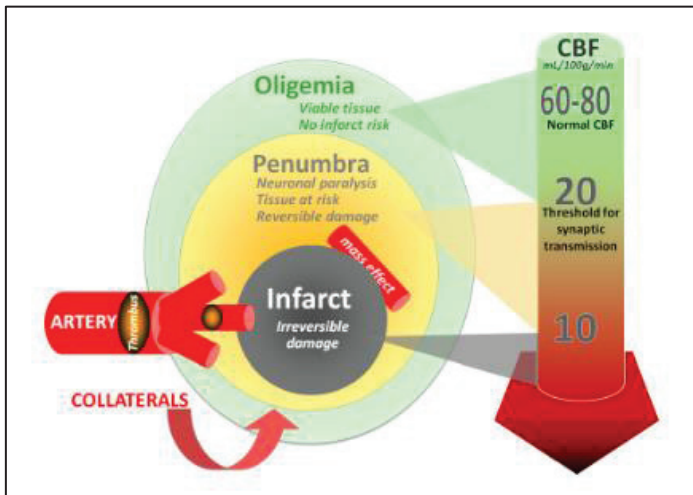 CBF
mL/100g/min
60-80
Normal CBF
20
Threshold for
synaptic
transmission
10
Oligemia
Viable tissue
No infarct risk
Penumbra
Neuronal paralysis
Tissue at risk
Reversible damage
mass effect
Infarct
Irreversible
damage
ARTERY
Thrombus
COLLATERALS